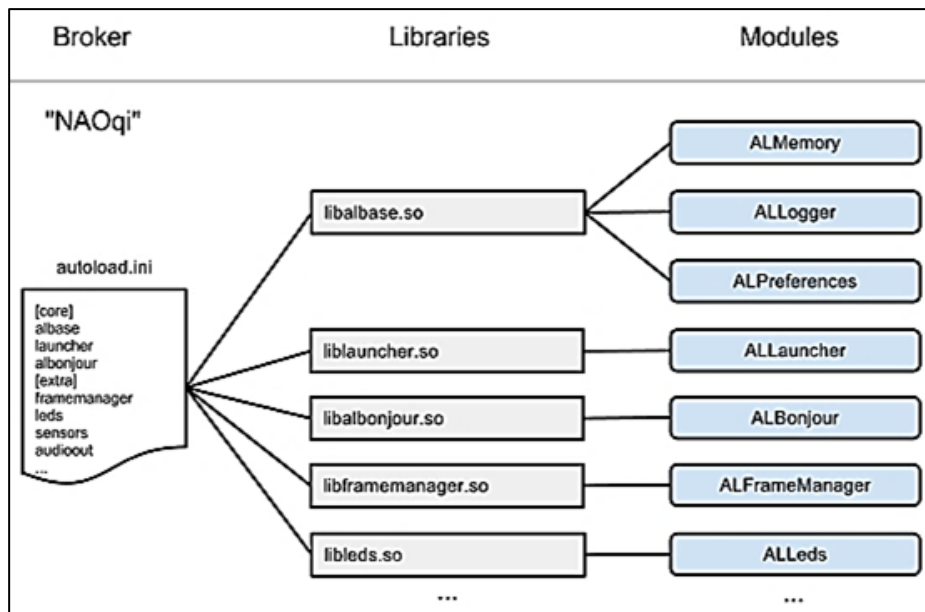 Broker
Libraries
Modules
"NAOqi"
autoload.ini
[core]
albase
launcher
albonjour
[extra]
framemanager
leds
sensors
audioout
...
libalbase.so
liblauncher.so
libalbonjour.so
libframemanager.so
libleds.so
...
ALMemory
ALLogger
ALPreferences
ALLauncher
ALBonjour
ALFrameManager
ALLeds
...